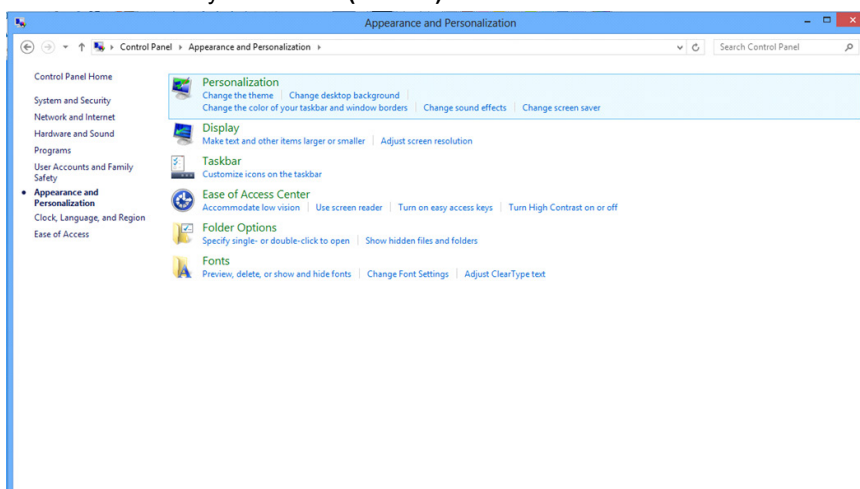 Appearance and Personalization
Control Panel ▸ Appearance and Personalization ▸
Search Control Panel
Control Panel Home
System and Security
Network and Internet
Hardware and Sound
Programs
User Accounts and Family
Safety
Appearance and
Personalization
Clock, Language, and Region
Ease of Access
Personalization
Change the theme Change desktop background
Change the color of your taskbar and window borders Change sound effects Change screen saver
Display
Make text and other items larger or smaller Adjust screen resolution
Taskbar
Customize icons on the taskbar
Ease of Access Center
Accommodate low vision Use screen reader Turn on easy access keys Turn High Contrast on or off
Folder Options
Specify single- or double-click to open Show hidden files and folders
Fonts
Preview, delete, or show and hide fonts Change Font Settings Adjust ClearType text